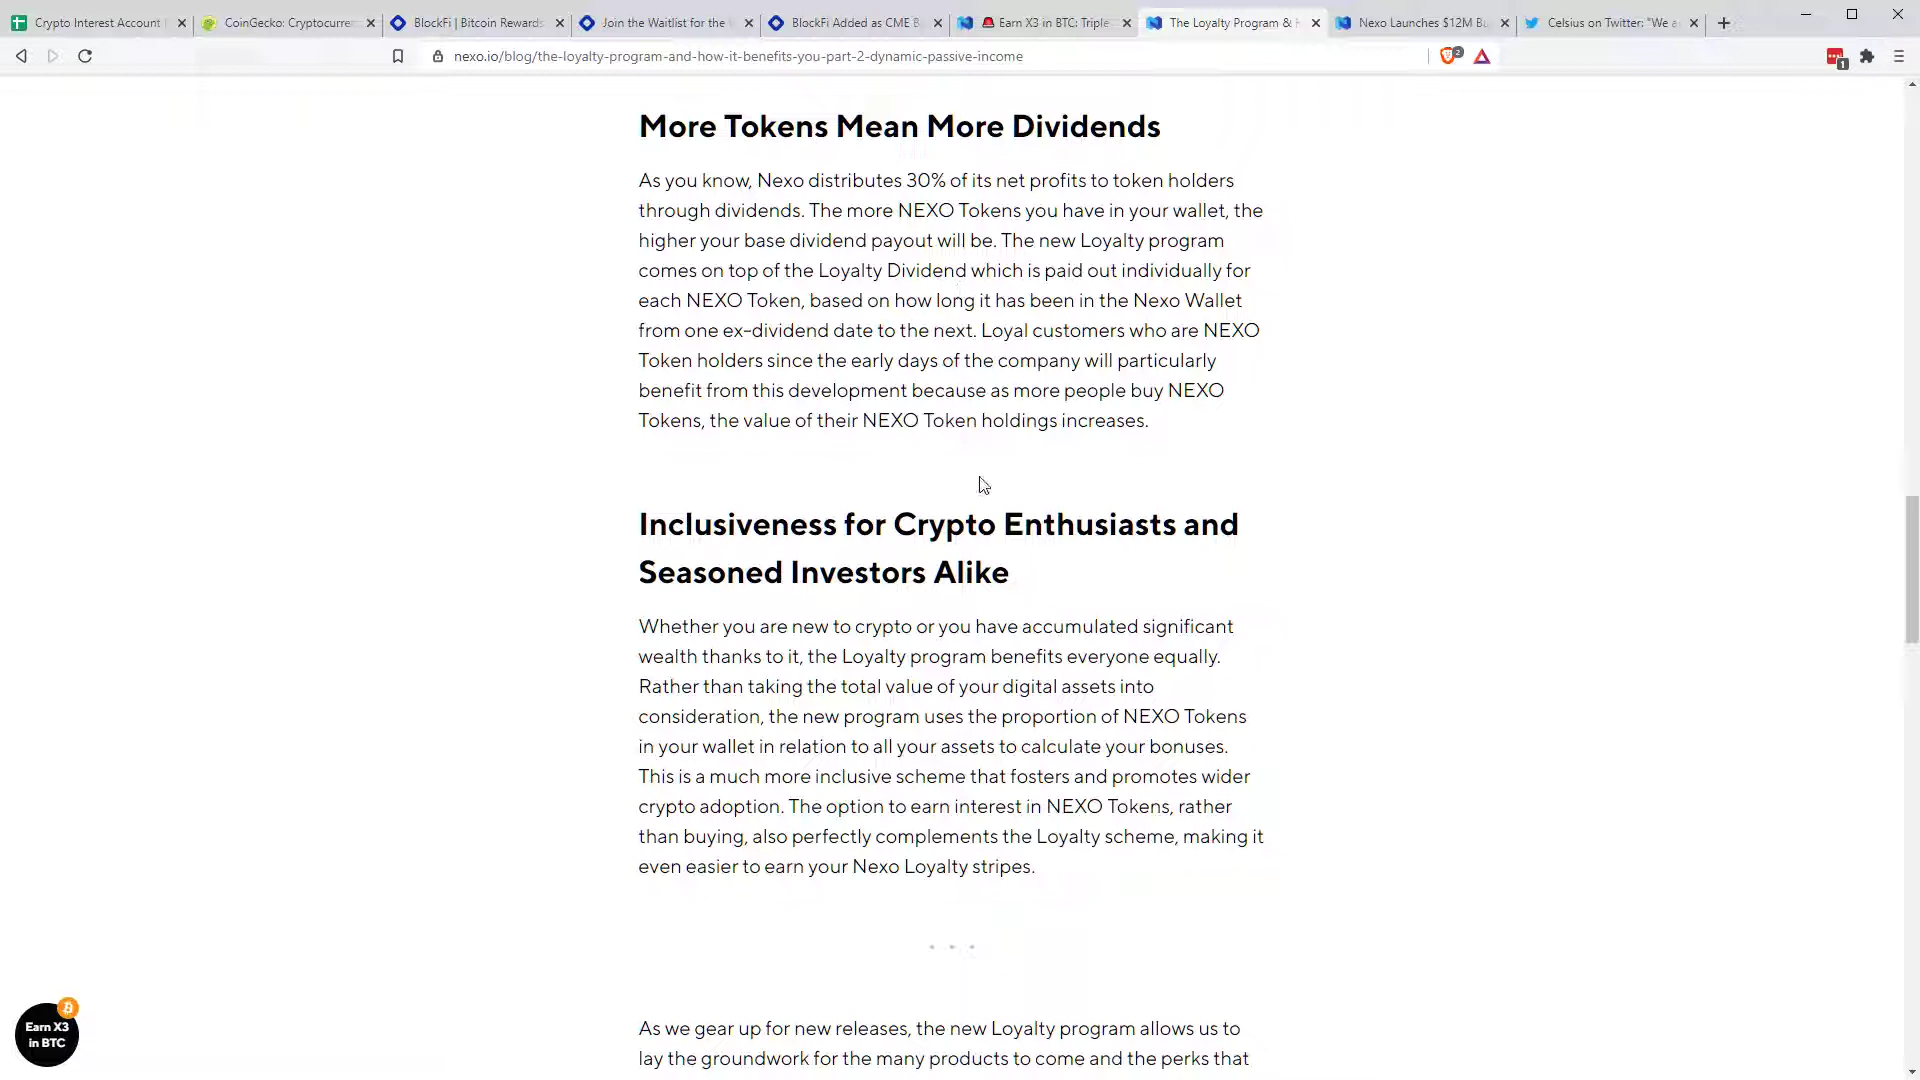 Crypto Interest Account
CoinGecko: Cryptocurre
BlockFi | Bitcoin Rewards
Join the Waitlist for the
BlockFi Added as CME B
Earn X3 in BTC: Triple
The Loyalty Program &
Nexo Launches $12M Bu
Celsius on Twitter: "We a
nexo.io/blog/the-loyalty-program-and-how-it-benefits-you-part-2-dynamic-passive-income
2
1
More Tokens Mean More Dividends
As you know, Nexo distributes 30% of its net profits to token holders
through dividends. The more NEXO Tokens you have in your wallet, the
higher your base dividend payout will be. The new Loyalty program
comes on top of the Loyalty Dividend which is paid out individually for
each NEXO Token, based on how long it has been in the Nexo Wallet
from one ex-dividend date to the next. Loyal customers who are NEXO
Token holders since the early days of the company will particularly
benefit from this development because as more people buy NEXO
Tokens, the value of their NEXO Token holdings increases.
Inclusiveness for Crypto Enthusiasts and
Seasoned Investors Alike
Whether you are new to crypto or you have accumulated significant
wealth thanks to it, the Loyalty program benefits everyone equally.
Rather than taking the total value of your digital assets into
consideration, the new program uses the proportion of NEXO Tokens
in your wallet in relation to all your assets to calculate your bonuses.
This is a much more inclusive scheme that fosters and promotes wider
crypto adoption. The option to earn interest in NEXO Tokens, rather
than buying, also perfectly complements the Loyalty scheme, making it
even easier to earn your Nexo Loyalty stripes.
• • •
As we gear up for new releases, the new Loyalty program allows us to
lay the groundwork for the many products to come and the perks that
Earn X3
in BTC